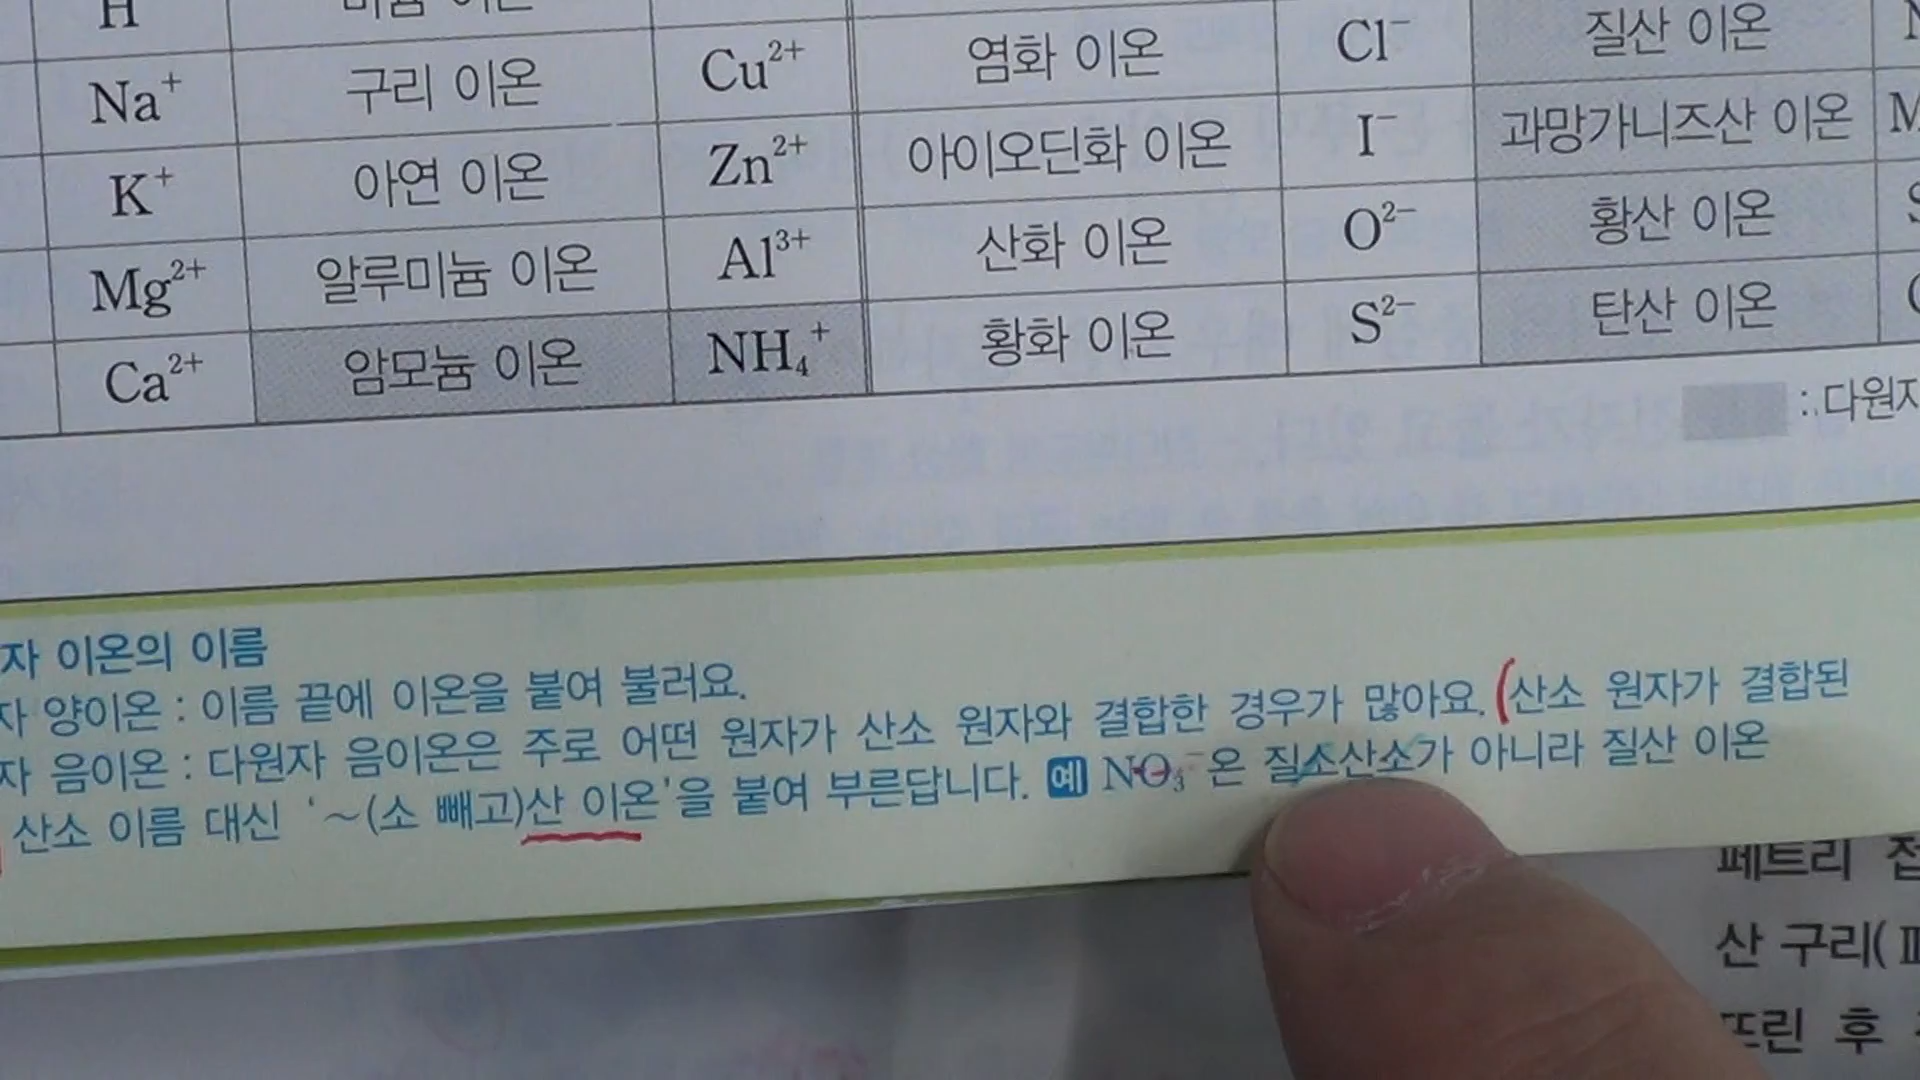 H
Na⁺ 구리 이온 Cu²⁺ 염화 이온 Cl⁻ 질산 이온
K⁺ 아연 이온 Zn²⁺ 아이오딘화 이온 I⁻ 과망가니즈산 이온
Mg²⁺ 알루미늄 이온 Al³⁺ 산화 이온 O²⁻ 황산 이온
Ca²⁺ 암모늄 이온 NH₄⁺ 황화 이온 S²⁻ 탄산 이온
: 다원자
자 이온의 이름
자 양이온 : 이름 끝에 이온을 붙여 불러요.
자 음이온 : 다원자 음이온은 주로 어떤 원자가 산소 원자와 결합한 경우가 많아요. (산소 원자가 결합된
산소 이름 대신 ‘~(소 빼고)산 이온’을 붙여 부른답니다. 예 NO₃⁻ 은 질소산소가 아니라 질산 이온
페트리 접
산 구리(Ⅱ
뜨린 후